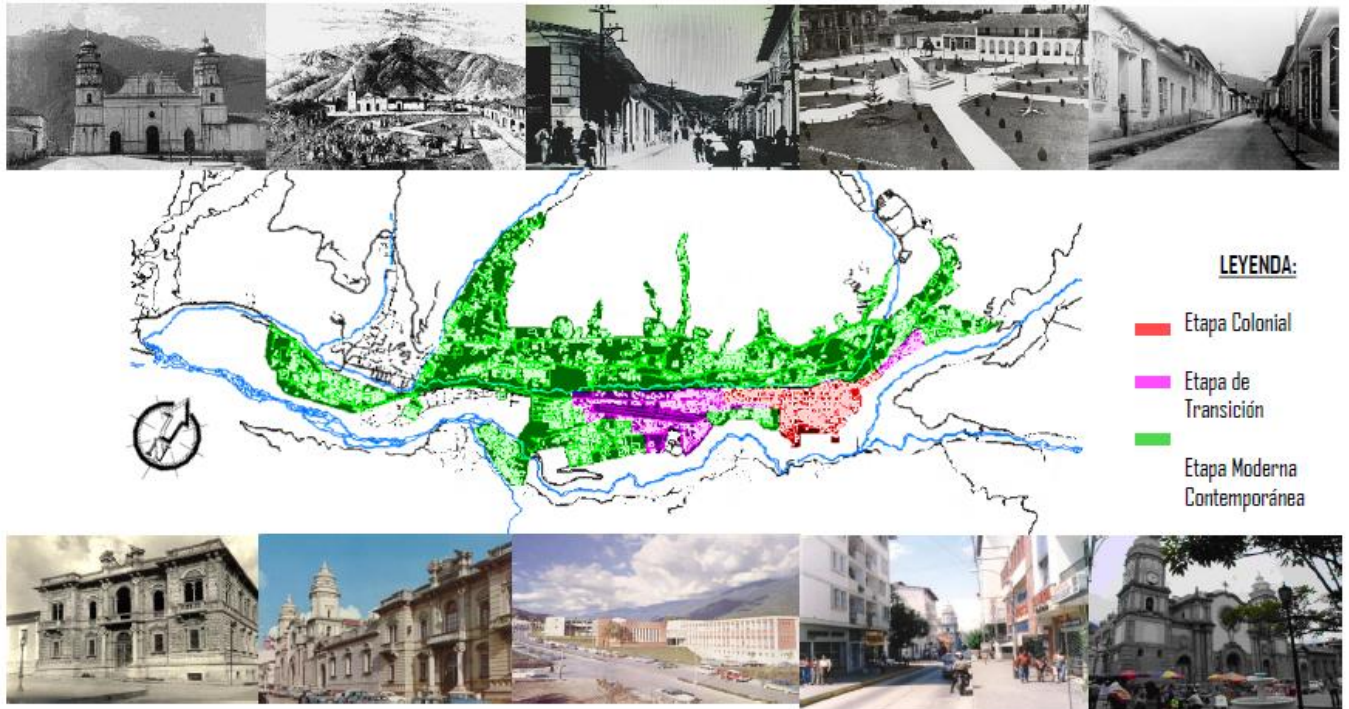 LEYENDA:
Etapa Colonial
Etapa de
Transición
Etapa Moderna
Contemporánea